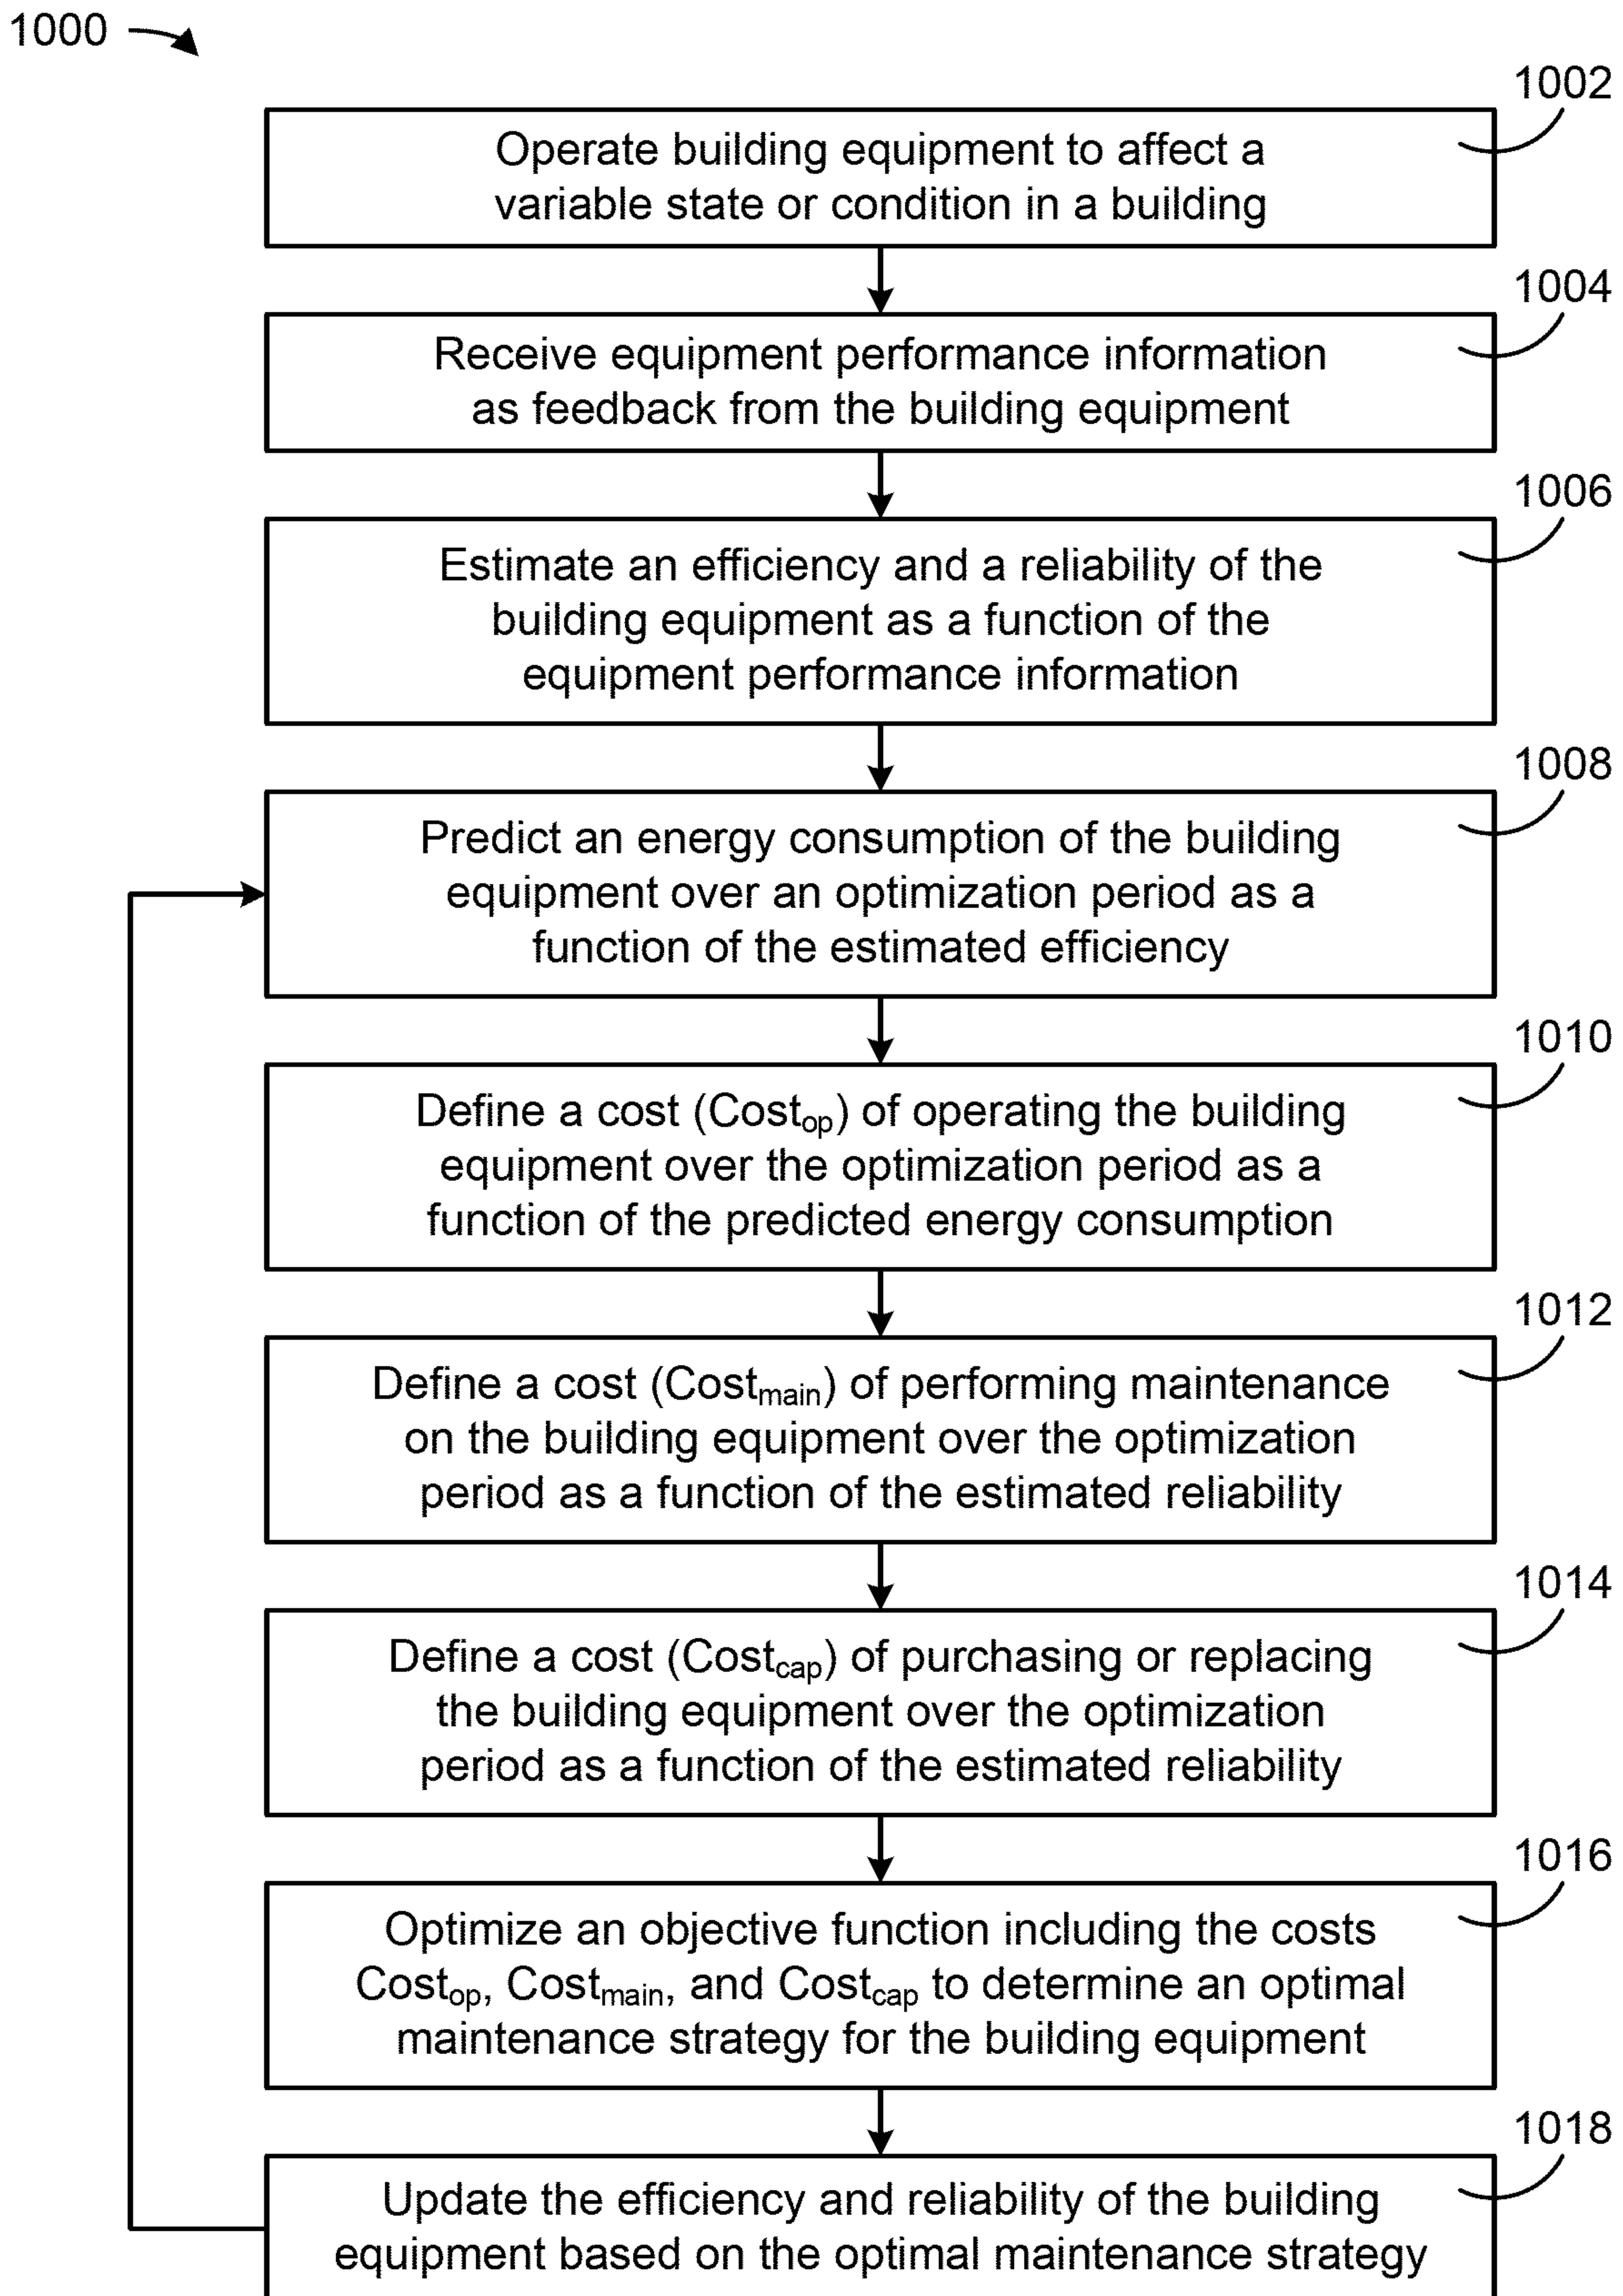 1000
1002
Operate building equipment to affect a
variable state or condition in a building
1004
Receive equipment performance information
as feedback from the building equipment
1006
Estimate an efficiency and a reliability of the
building equipment as a function of the
equipment performance information
1008
Predict an energy consumption of the building
equipment over an optimization period as a
function of the estimated efficiency
1010
Define a cost (Costop) of operating the building
equipment over the optimization period as a
function of the predicted energy consumption
1012
Define a cost (Costmain) of performing maintenance
on the building equipment over the optimization
period as a function of the estimated reliability
1014
Define a cost (Costcap) of purchasing or replacing
the building equipment over the optimization
period as a function of the estimated reliability
1016
Optimize an objective function including the costs
Costop, Costmain, and Costcap to determine an optimal
maintenance strategy for the building equipment
1018
Update the efficiency and reliability of the building
equipment based on the optimal maintenance strategy